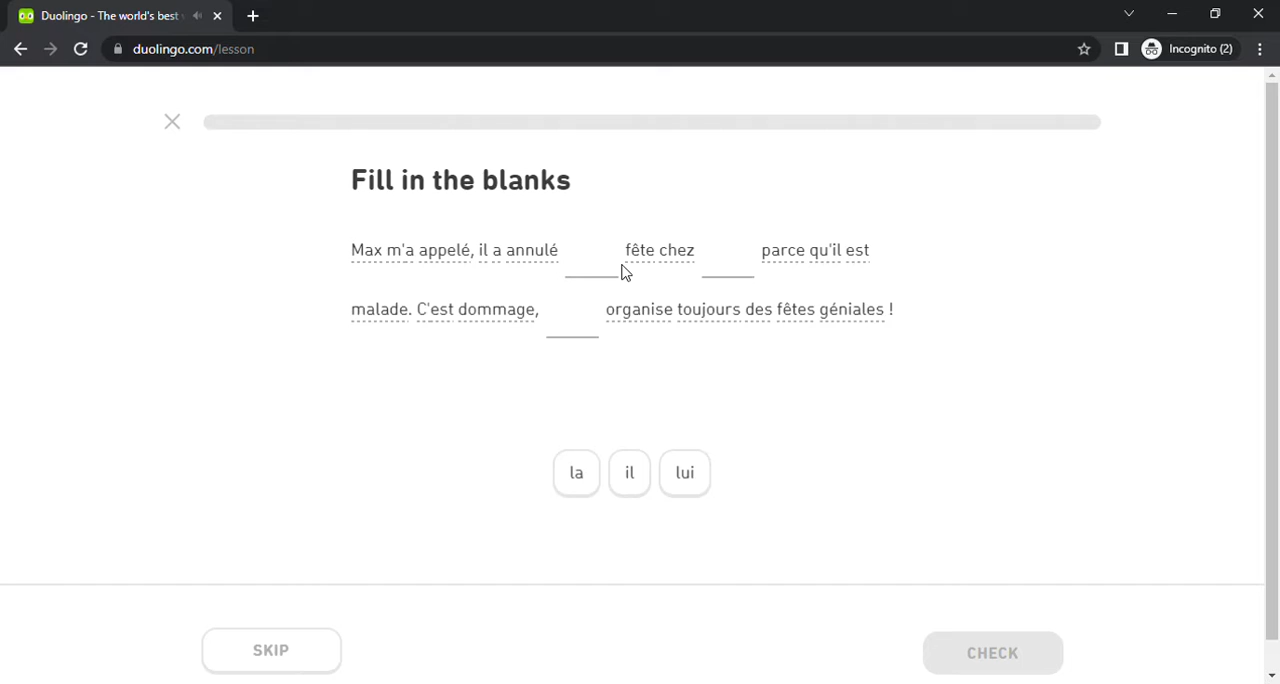 Duolingo - The world's best
duolingo.com/lesson
Incognito (2)
Fill in the blanks
Max m'a appelé, il a annulé fête chez parce qu'il est
malade. C'est dommage, organise toujours des fêtes géniales !
la il lui
SKIP
CHECK